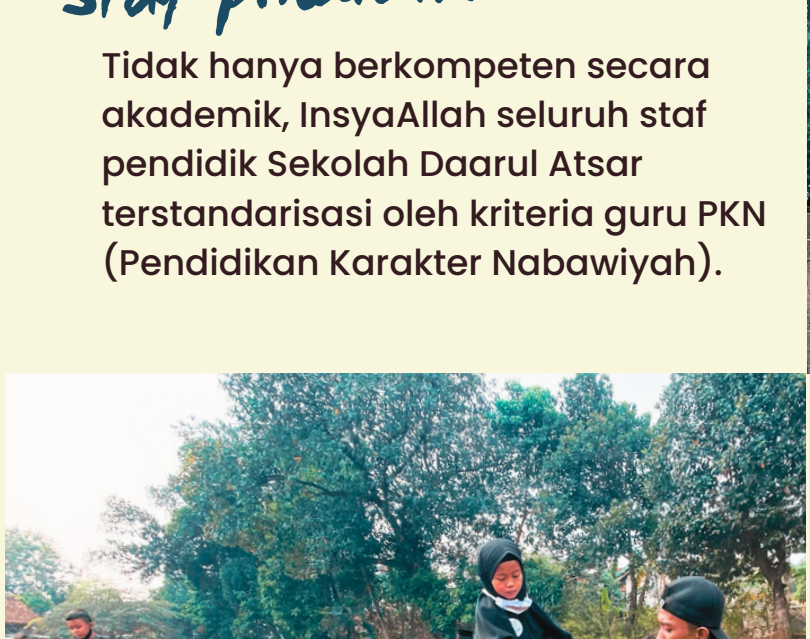 Tidak hanya berkompeten secara
akademik, InsyaAllah seluruh staf
pendidik Sekolah Daarul Atsar
terstandarisasi oleh kriteria guru PKN
(Pendidikan Karakter Nabawiyah).